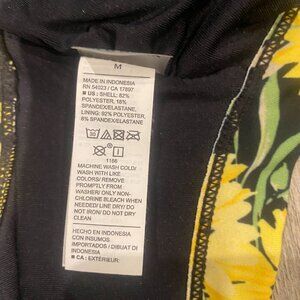 M
MADE IN INDONESIA
RN 54023 / CA 17897
■ US : SHELL: 82%
POLYESTER, 18%
SPANDEX/ELASTANE,
LINING: 92% POLYESTER,
8% SPANDEX/ELASTANE
1186
MACHINE WASH COLD/
WASH WITH LIKE
COLORS/ REMOVE
PROMPTLY FROM
WASHER/ ONLY NON-
CHLORINE BLEACH WHEN
NEEDED/ LINE DRY/ DO
NOT IRON/ DO NOT DRY
CLEAN
HECHO EN INDONESIA
CON INSUMOS
IMPORTADOS / DIBUAT DI
INDONESIA
■ CA : EXTÉRIEUR: